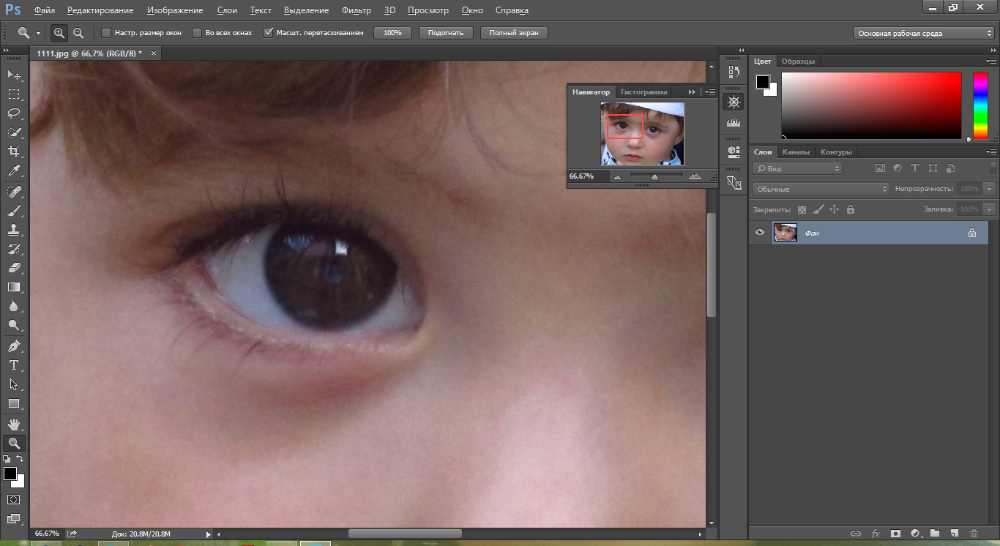 Ps Файл Редактирование Изображение Слои Текст Выделение Фильтр 3D Просмотр Окно Справка
Настр. размер окон Во всех окнах Масшт. перетаскиванием 100% Подогнать Полный экран Основная рабочая среда
1111.jpg @ 66,7% (RGB/8) * ×
Цвет Образцы
Навигатор Гистограмма
66,67%
Слои Каналы Контуры
Вид
Обычные Непрозрачность: 100%
Закрепить: Заливка: 100%
Фон
T
66,67% Док: 20,8M/20,8M
fx